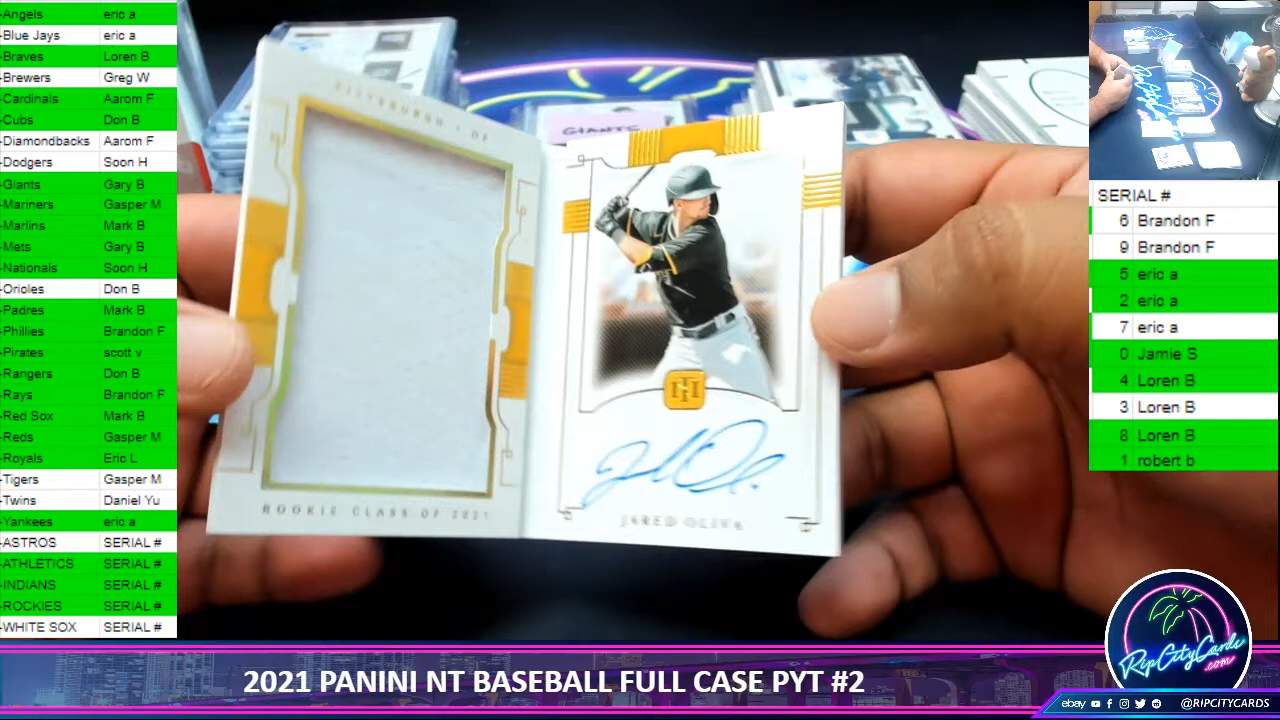 -Angels eric a
-Blue Jays eric a
-Braves Loren B
-Brewers Greg W
-Cardinals Aarom F
-Cubs Don B
-Diamondbacks Aarom F
-Dodgers Soon H
-Giants Gary B
-Mariners Gasper M
-Marlins Mark B
-Mets Gary B
-Nationals Soon H
-Orioles Don B
-Padres Mark B
-Phillies Brandon F
-Pirates scott v
-Rangers Don B
-Rays Brandon F
-Red Sox Mark B
-Reds Gasper M
-Royals Eric L
-Tigers Gasper M
-Twins Daniel Yu
-Yankees eric a
-ASTROS SERIAL #
-ATHLETICS SERIAL #
-INDIANS SERIAL #
-ROCKIES SERIAL #
-WHITE SOX SERIAL #
GIANTS
ROOKIE CLASS OF 2021
JARED OLIVA
SERIAL #
6 Brandon F
9 Brandon F
5 eric a
2 eric a
7 eric a
0 Jamie S
4 Loren B
3 Loren B
8 Loren B
1 robert b
RipCityCards
.com
2021 PANINI NT BASEBALL FULL CASE PYT #2
ebay @RIPCITYCARDS